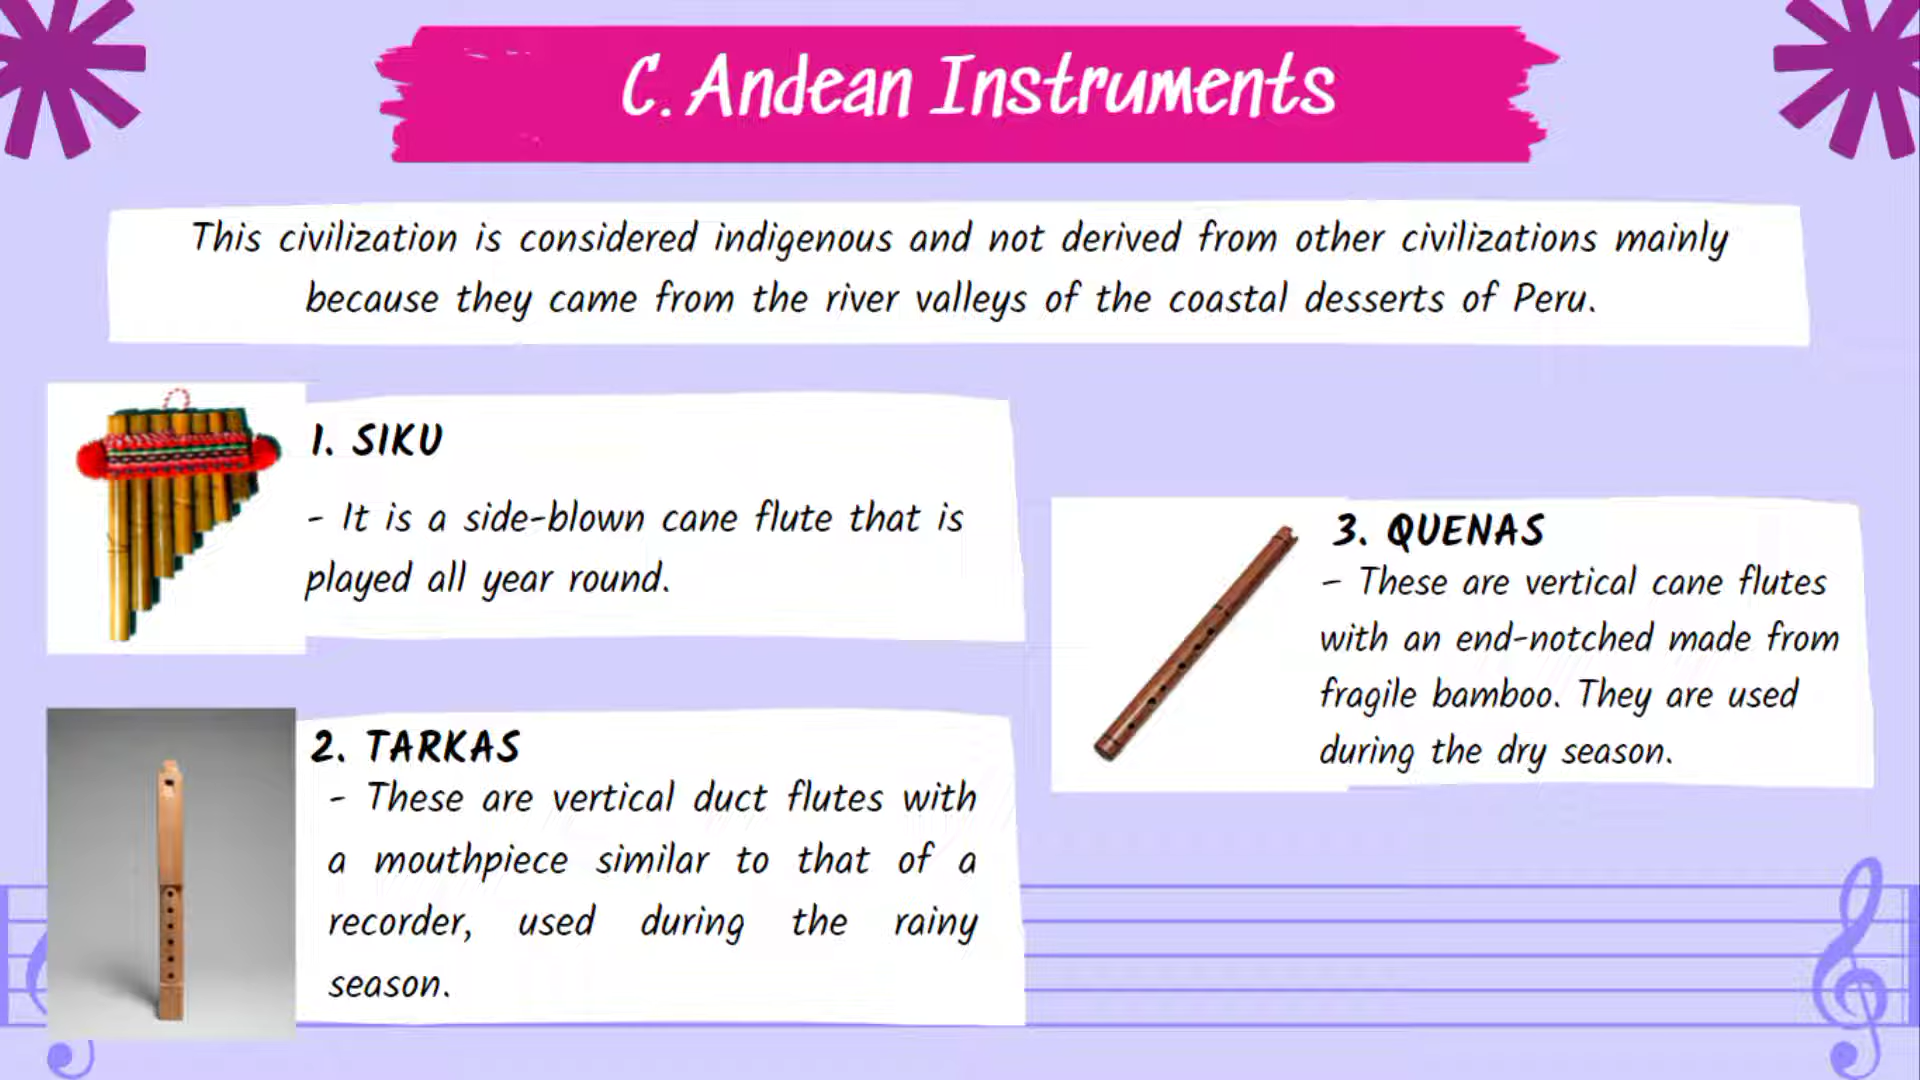 C. Andean Instruments
This civilization is considered indigenous and not derived from other civilizations mainly
because they came from the river valleys of the coastal desserts of Peru.
1. SIKU
- It is a side-blown cane flute that is
played all year round.
2. TARKAS
- These are vertical duct flutes with
a mouthpiece similar to that of a
recorder, used during the rainy
season.
3. QUENAS
- These are vertical cane flutes
with an end-notched made from
fragile bamboo. They are used
during the dry season.